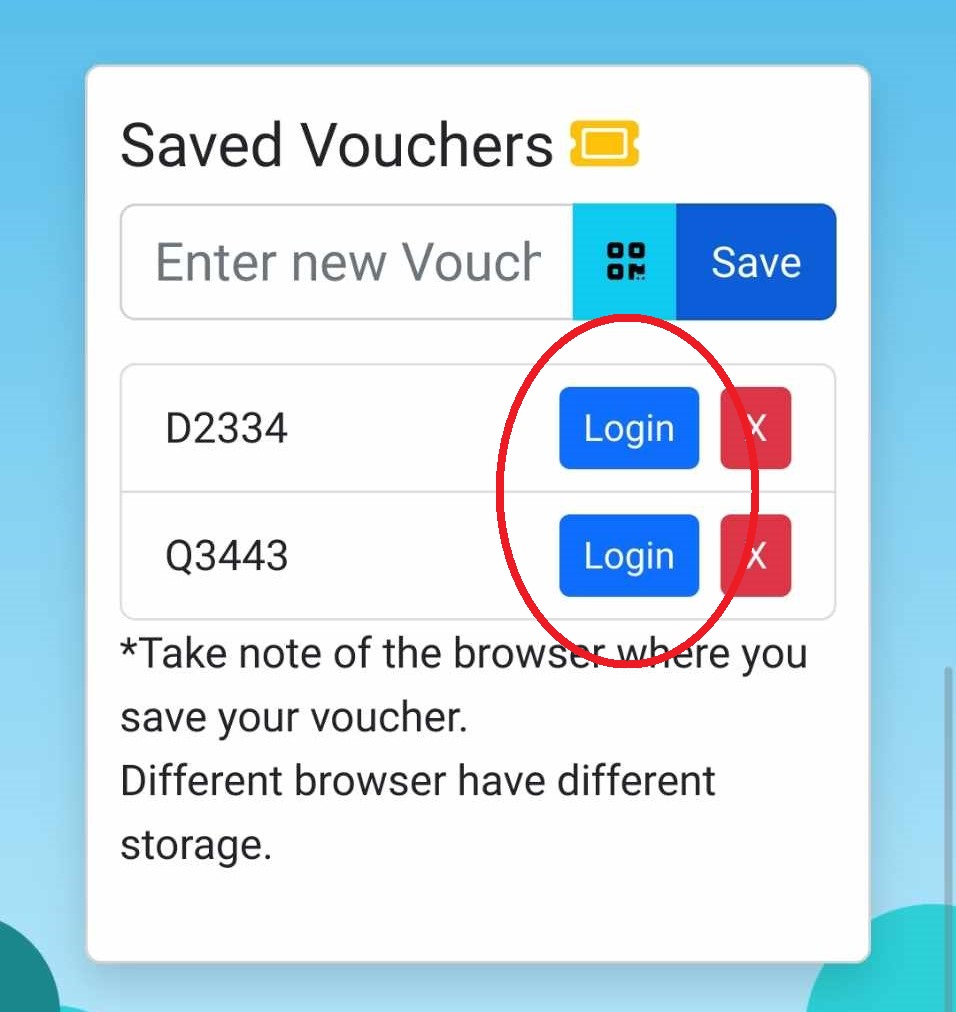 Saved Vouchers
Enter new Vouch
Save
D2334 Login X
Q3443 Login X
*Take note of the browser where you
save your voucher.
Different browser have different
storage.